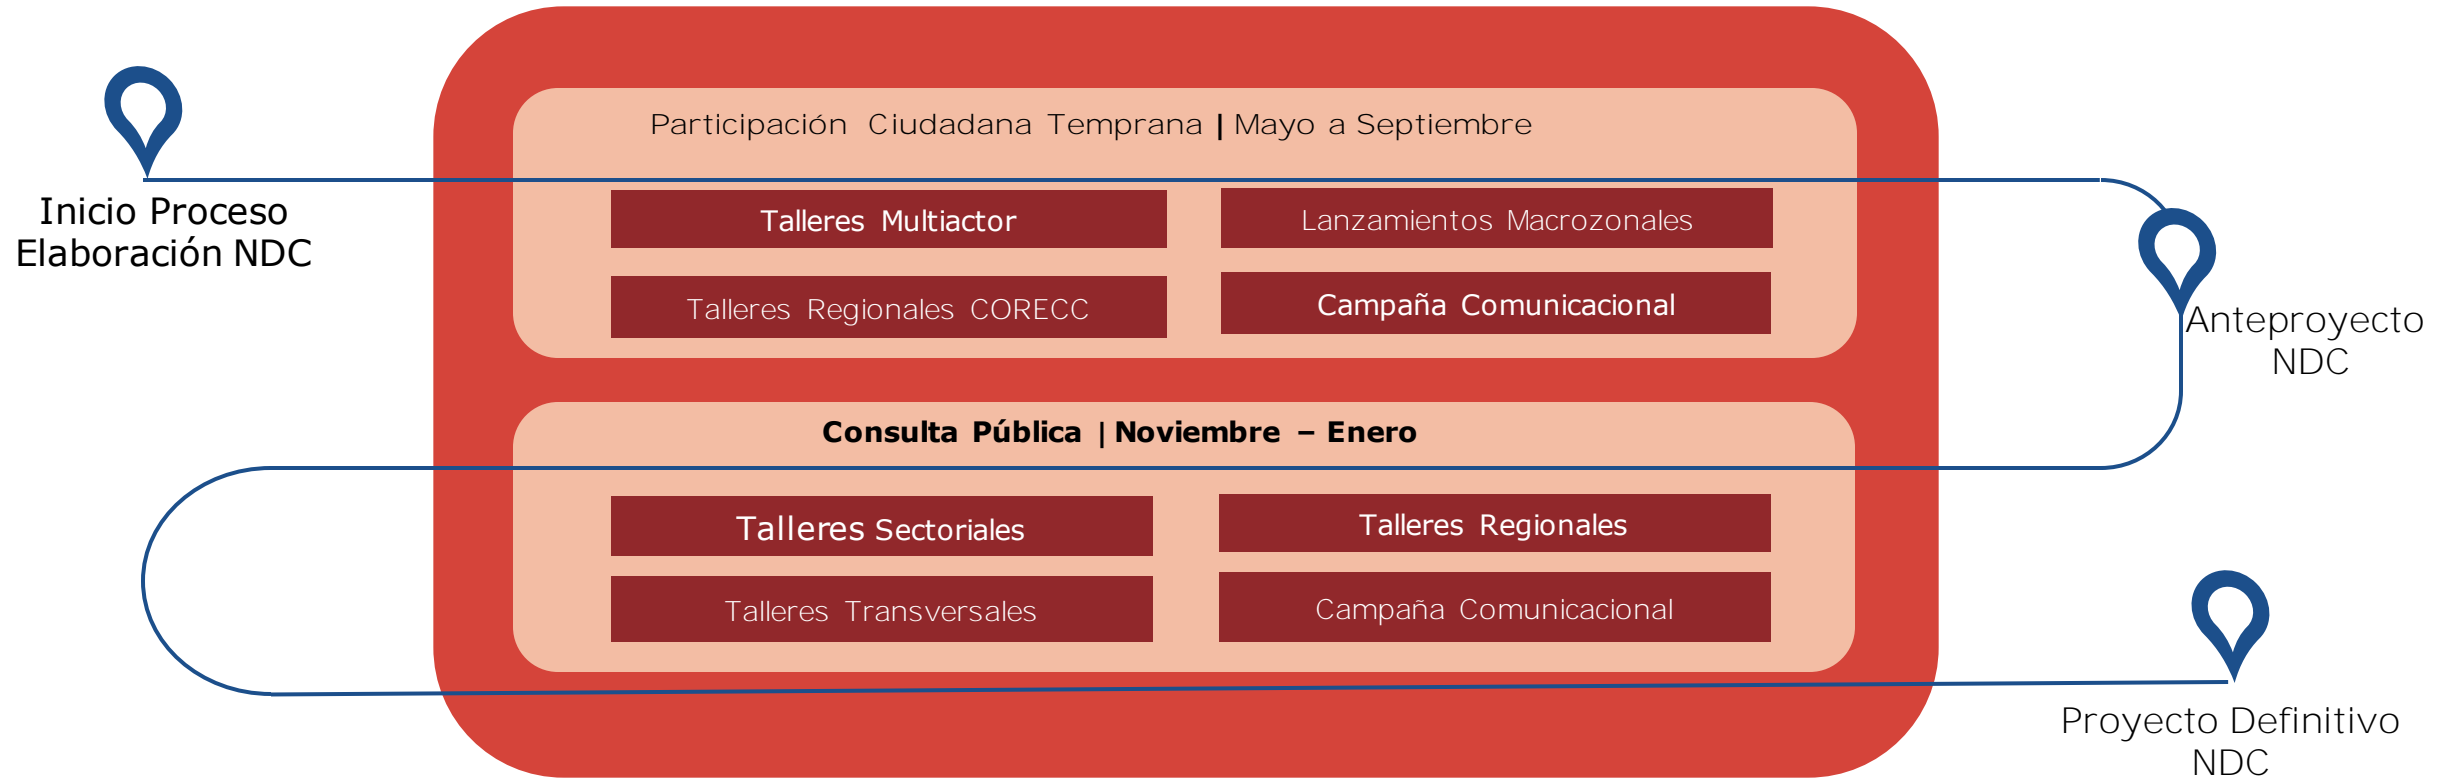 Participación Ciudadana Temprana | Mayo a Septiembre
Inicio Proceso
Elaboración NDC
Talleres Multiactor
Lanzamientos Macrozonales
Talleres Regionales CORECC
Campaña Comunicacional
Anteproyecto
NDC
Consulta Pública | Noviembre – Enero
Talleres Sectoriales
Talleres Regionales
Talleres Transversales
Campaña Comunicacional
Proyecto Definitivo
NDC